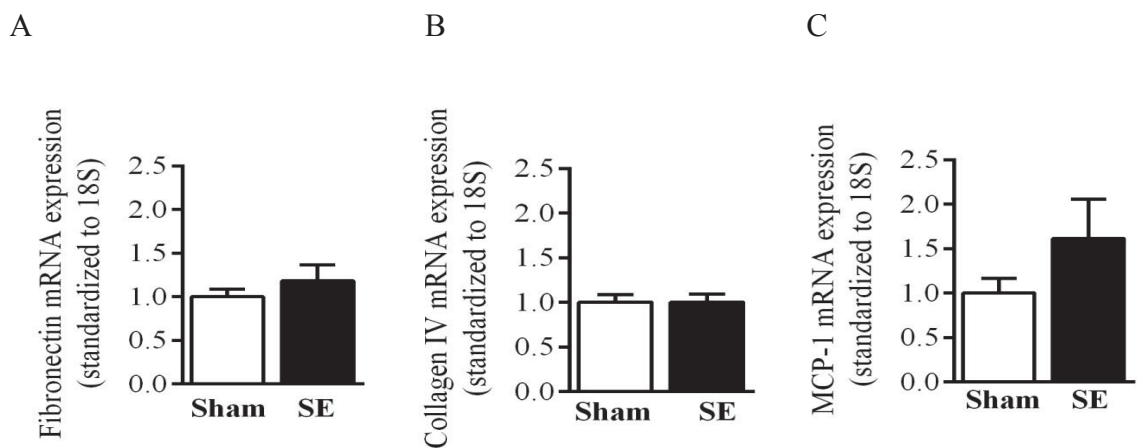 A
B
C
Fibronectin mRNA expression
(standardized to 18S)
2.5
2.0
1.5
1.0
0.5
0.0
Sham SE
Collagen IV mRNA expression
(standardized to 18S)
2.5
2.0
1.5
1.0
0.5
0.0
Sham SE
MCP-1 mRNA expression
(standardized to 18S)
2.5
2.0
1.5
1.0
0.5
0.0
Sham SE